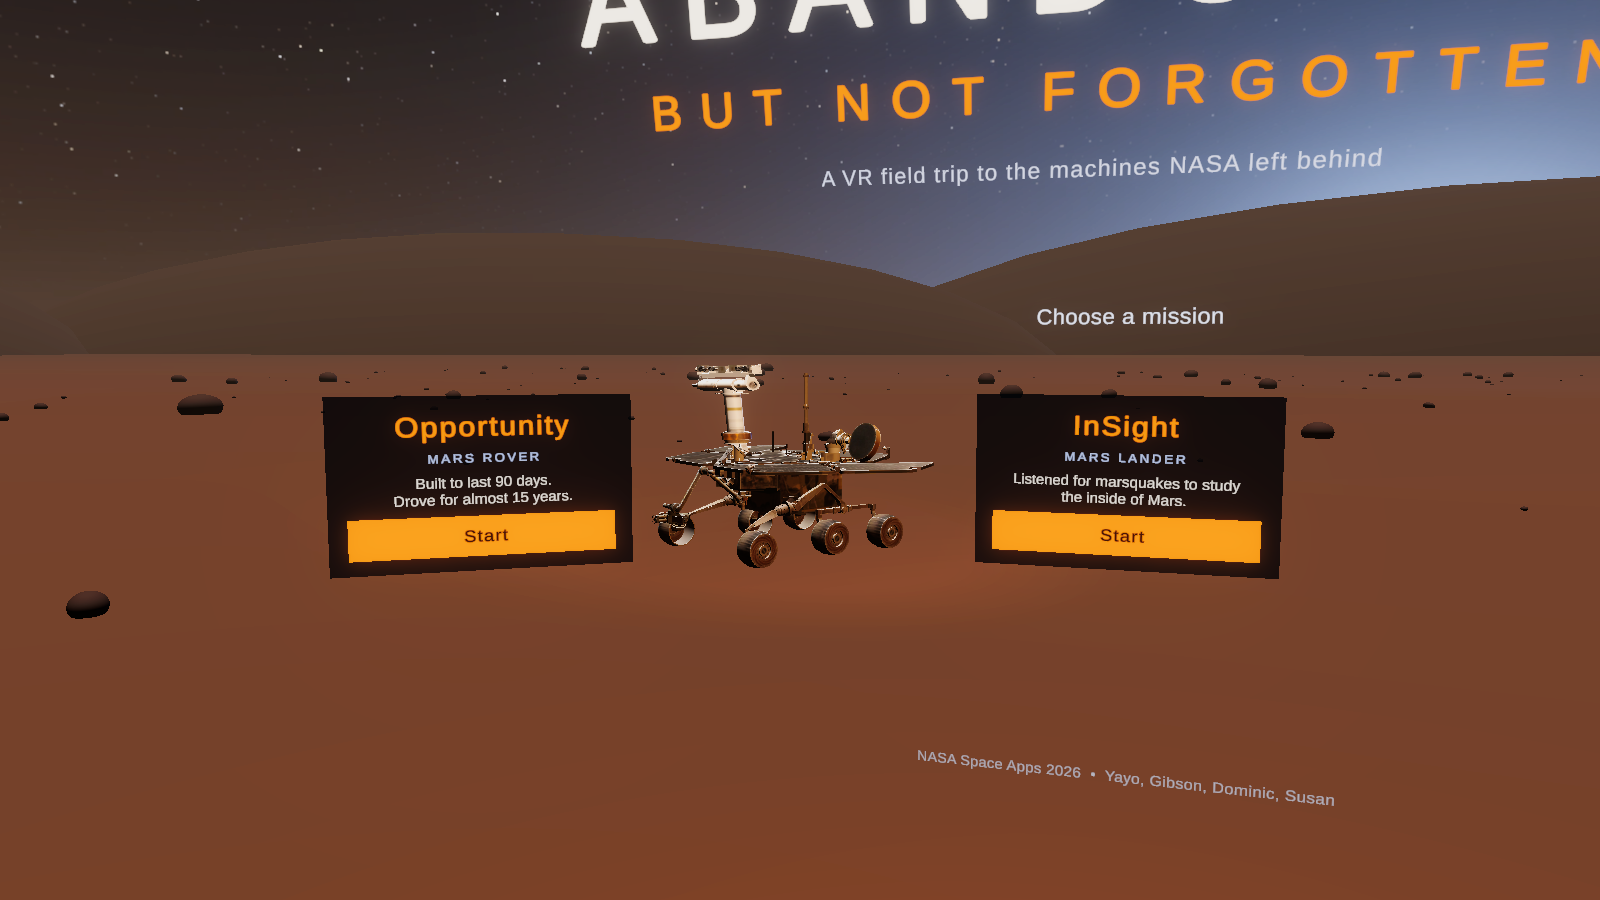 BUT NOT FORGOTTEN
A VR field trip to the machines NASA left behind
Choose a mission
Opportunity
MARS ROVER
Built to last 90 days.
Drove for almost 15 years.
Start
InSight
MARS LANDER
Listened for marsquakes to study
the inside of Mars.
Start
NASA Space Apps 2026 • Yayo, Gibson, Dominic, Susan